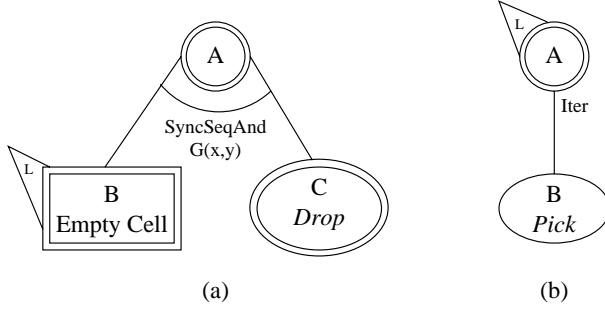 A
SyncSeqAnd
G(x,y)
L
B
Empty Cell
C
Drop
(a)
L
A
Iter
B
Pick
(b)